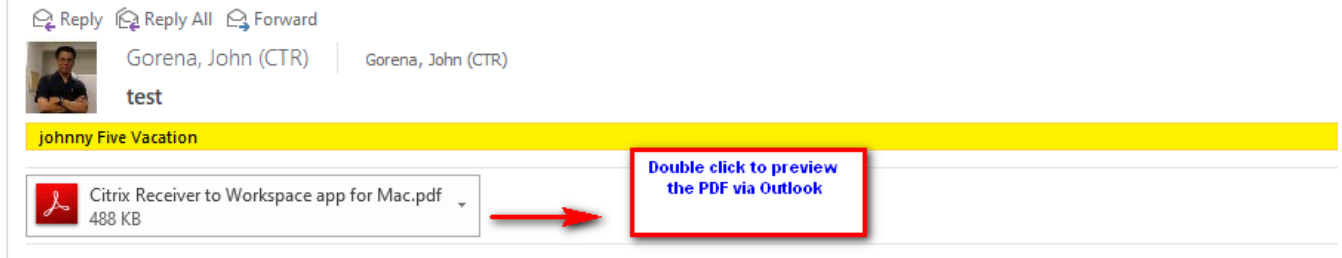 Reply Reply All Forward
Gorena, John (CTR) Gorena, John (CTR)
test
johnny Five Vacation
Citrix Receiver to Workspace app for Mac.pdf
488 KB
Double click to preview
the PDF via Outlook